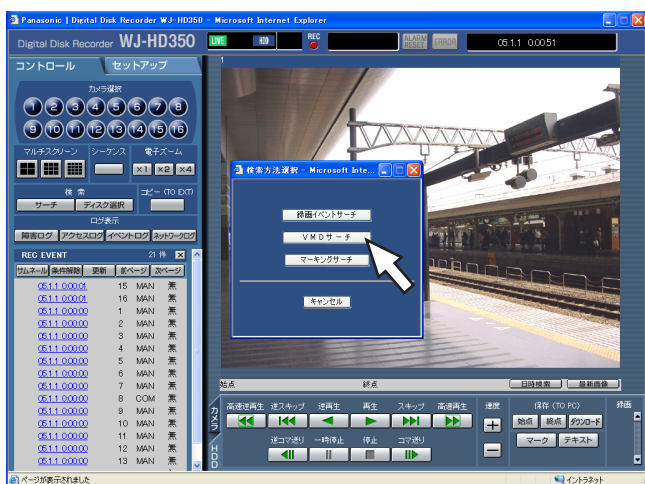 Panasonic | Digital Disk Recorder WJ-HD350 - Microsoft Internet Explorer
Digital Disk Recorder WJ-HD350
LIVE HDD REC ALARM RESET ERROR 05.1.1 0:00:51
コントロール セットアップ
カメラ選択
1 2 3 4 5 6 7 8
9 10 11 12 13 14 15 16
マルチスクリーン シーケンス 電子ズーム
×1 ×2 ×4
検索 コピー (TO EXT)
サーチ ディスク選択
ログ表示
障害ログ アクセスログ イベントログ ネットワークログ
REC EVENT 21 件
サムネール 条件解除 更新 前ページ 次ページ
05.1.1 0:00:01 15 MAN 無
05.1.1 0:00:01 16 MAN 無
05.1.1 0:00:00 1 MAN 無
05.1.1 0:00:00 2 MAN 無
05.1.1 0:00:00 3 MAN 無
05.1.1 0:00:00 4 MAN 無
05.1.1 0:00:00 5 MAN 無
05.1.1 0:00:00 6 MAN 無
05.1.1 0:00:00 7 MAN 無
05.1.1 0:00:00 8 COM 無
05.1.1 0:00:00 9 MAN 無
05.1.1 0:00:00 10 MAN 無
05.1.1 0:00:00 11 MAN 無
05.1.1 0:00:00 12 MAN 無
05.1.1 0:00:00 13 MAN 無
1
検索方法選択 - Microsoft Inte...
録画イベントサーチ
VMDサーチ
マーキングサーチ
キャンセル
始点 終点 日時検索 最新画像
カメラ
HDD
高速逆再生 逆スキップ 逆再生 再生 スキップ 高速再生 速度 保存 (TO PC) 録画
始点 終点 ダウンロード
逆コマ送り 一時停止 停止 コマ送り マーク テキスト
ページが表示されました イントラネット